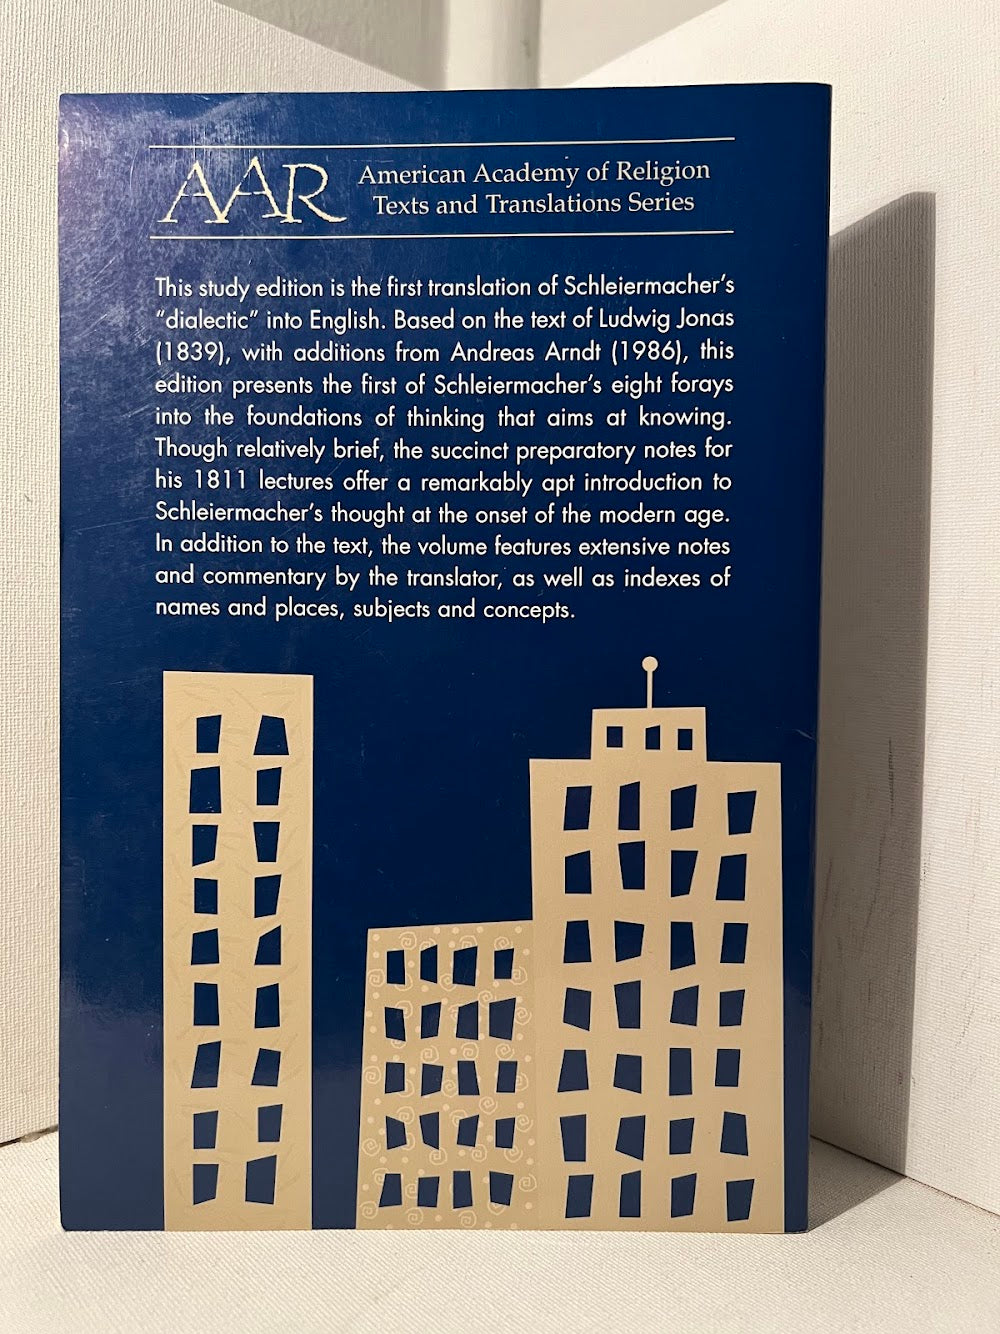 AAR
American Academy of Religion
Texts and Translations Series
This study edition is the first translation of Schleiermacher's
"dialectic" into English. Based on the text of Ludwig Jonas
(1839), with additions from Andreas Arndt (1986), this
edition presents the first of Schleiermacher's eight forays
into the foundations of thinking that aims at knowing.
Though relatively brief, the succinct preparatory notes for
his 1811 lectures offer a remarkably apt introduction to
Schleiermacher's thought at the onset of the modern age.
In addition to the text, the volume features extensive notes
and commentary by the translator, as well as indexes of
names and places, subjects and concepts.